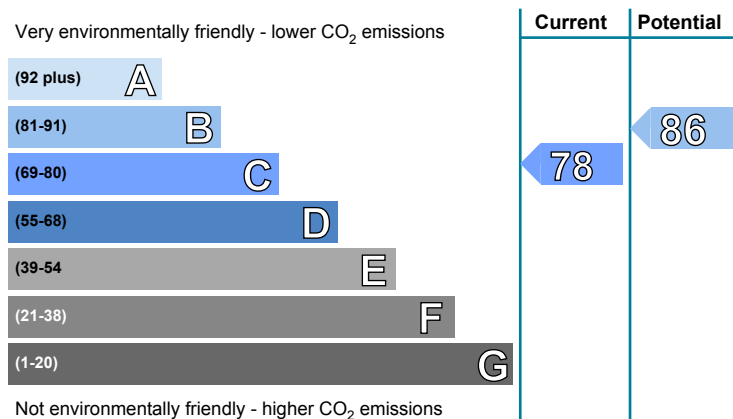 Current Potential
Very environmentally friendly - lower CO2 emissions
(92 plus) A
(81-91) B
86
(69-80) C
78
(55-68) D
(39-54 E
(21-38) F
(1-20) G
Not environmentally friendly - higher CO2 emissions